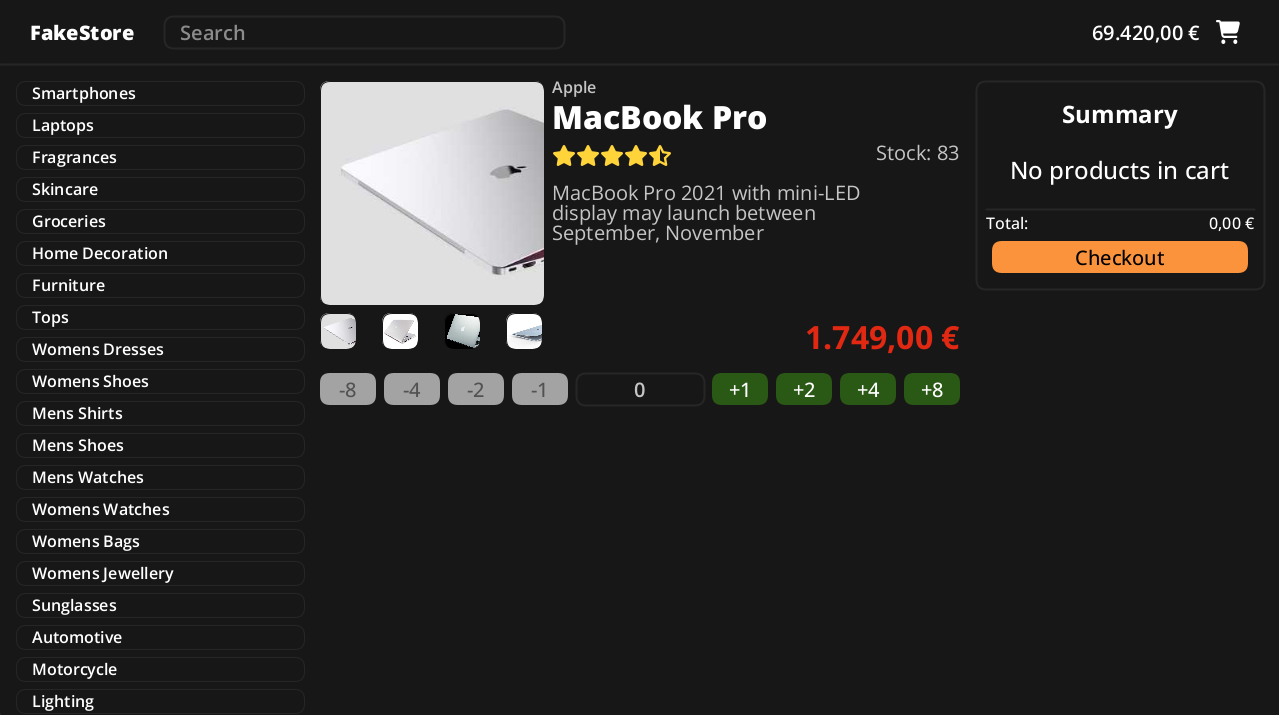 FakeStore
Search
69.420,00 €
Smartphones
Laptops
Fragrances
Skincare
Groceries
Home Decoration
Furniture
Tops
Womens Dresses
Womens Shoes
Mens Shirts
Mens Shoes
Mens Watches
Womens Watches
Womens Bags
Womens Jewellery
Sunglasses
Automotive
Motorcycle
Lighting
Apple
MacBook Pro
Stock: 83
MacBook Pro 2021 with mini-LED
display may launch between
September, November
1.749,00 €
-8 -4 -2 -1 0 +1 +2 +4 +8
Summary
No products in cart
Total: 0,00 €
Checkout